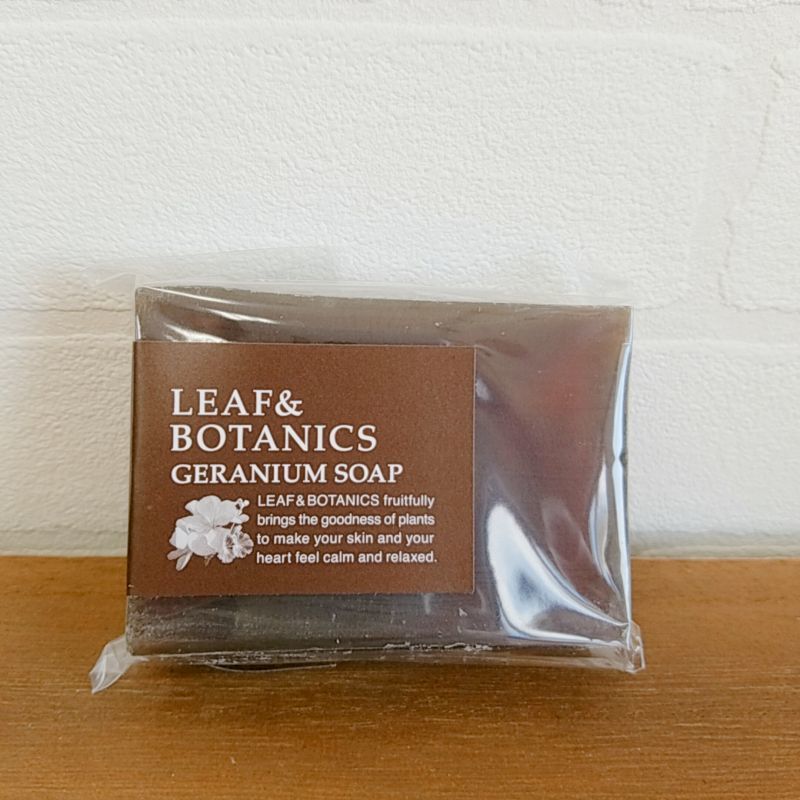 LEAF&
BOTANICS
GERANIUM SOAP
LEAF & BOTANICS fruitfully
brings the goodness of plants
to make your skin and your
heart feel calm and relaxed.